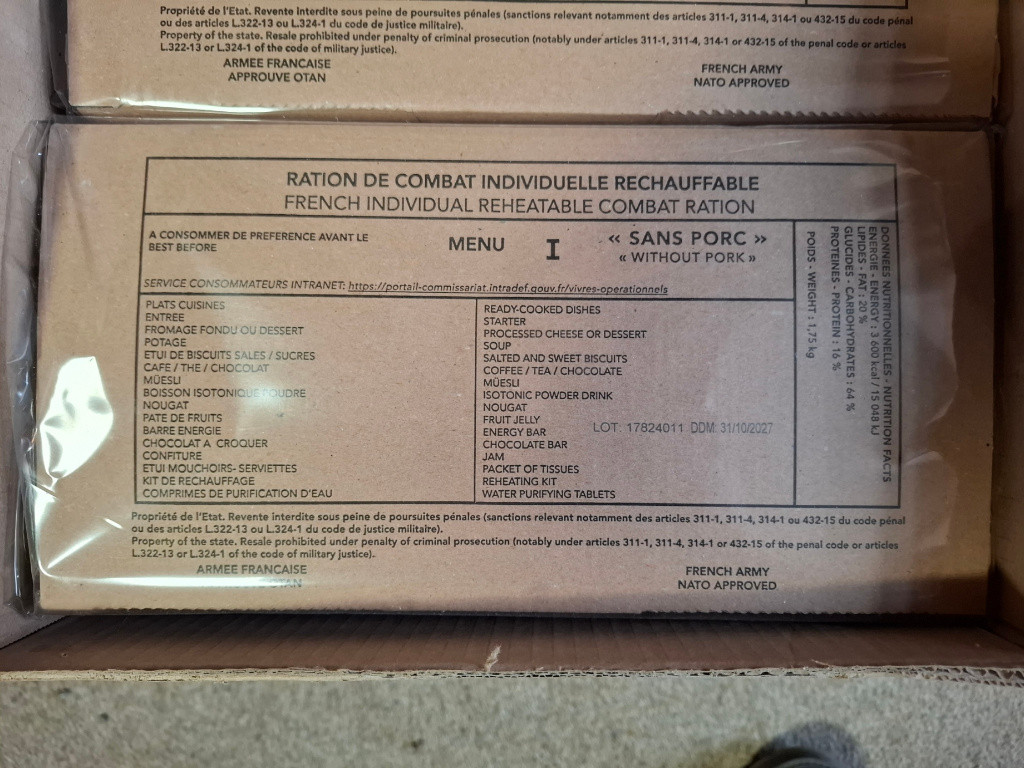 Propriété de l'Etat. Revente interdite sous peine de poursuites pénales (sanctions relevant notamment des articles 311-1, 311-4, 314-1 ou 432-15 du code pénal
ou des articles L.322-13 ou L.324-1 du code de justice militaire).
Property of the state. Resale prohibited under penalty of criminal prosecution (notably under articles 311-1, 311-4, 314-1 or 432-15 of the penal code or articles
L.322-13 or L.324-1 of the code of military justice).
ARMEE FRANCAISE
APPROUVE OTAN
FRENCH ARMY
NATO APPROVED
RATION DE COMBAT INDIVIDUELLE RECHAUFFABLE
FRENCH INDIVIDUAL REHEATABLE COMBAT RATION
A CONSOMMER DE PREFERENCE AVANT LE
BEST BEFORE
MENU I
« SANS PORC »
« WITHOUT PORK »
SERVICE CONSOMMATEURS INTRANET: https://portail-commissariat.intradef.gouv.fr/vivres-operationnels
PLATS CUISINES
ENTREE
FROMAGE FONDU OU DESSERT
POTAGE
ETUI DE BISCUITS SALES / SUCRES
CAFE / THE / CHOCOLAT
MÜESLI
BOISSON ISOTONIQUE POUDRE
NOUGAT
PATE DE FRUITS
BARRE ENERGIE
CHOCOLAT A CROQUER
CONFITURE
ETUI MOUCHOIRS- SERVIETTES
KIT DE RECHAUFFAGE
COMPRIMES DE PURIFICATION D'EAU
READY-COOKED DISHES
STARTER
PROCESSED CHEESE OR DESSERT
SOUP
SALTED AND SWEET BISCUITS
COFFEE / TEA / CHOCOLATE
MÜESLI
ISOTONIC POWDER DRINK
NOUGAT
FRUIT JELLY
ENERGY BAR
CHOCOLATE BAR
JAM
PACKET OF TISSUES
REHEATING KIT
WATER PURIFYING TABLETS
LOT: 17824011 DDM: 31/10/2027
DONNEES NUTRITIONNELLES - NUTRITION FACTS
ENERGIE - ENERGY : 3 600 kcal / 15 048 kJ
LIPIDES - FAT : 20 %
GLUCIDES - CARBOHYDRATES : 64 %
PROTEINES - PROTEIN : 16 %
POIDS - WEIGHT : 1,75 kg
Propriété de l'Etat. Revente interdite sous peine de poursuites pénales (sanctions relevant notamment des articles 311-1, 311-4, 314-1 ou 432-15 du code pénal
ou des articles L.322-13 ou L.324-1 du code de justice militaire).
Property of the state. Resale prohibited under penalty of criminal prosecution (notably under articles 311-1, 311-4, 314-1 or 432-15 of the penal code or articles
L.322-13 or L.324-1 of the code of military justice).
ARMEE FRANCAISE
OTAN
FRENCH ARMY
NATO APPROVED